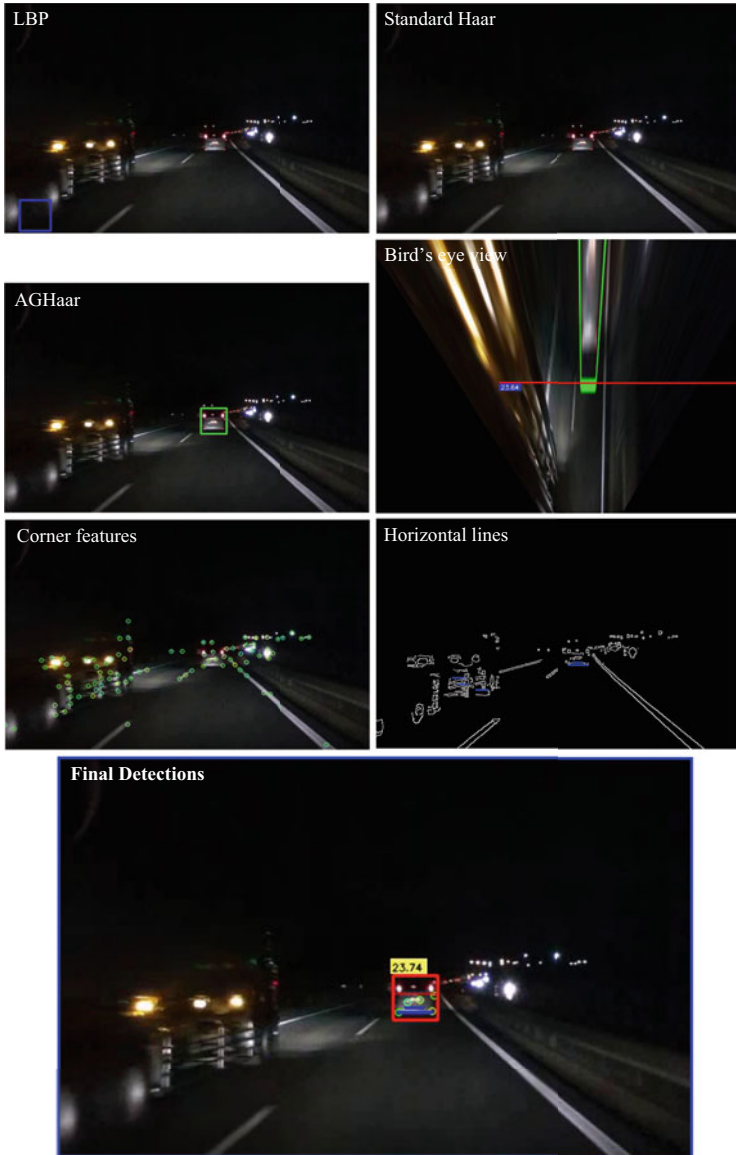 LBP
Standard Haar
AGHaar
Bird's eye view
23.64
Corner features
Horizontal lines
Final Detections
23.74